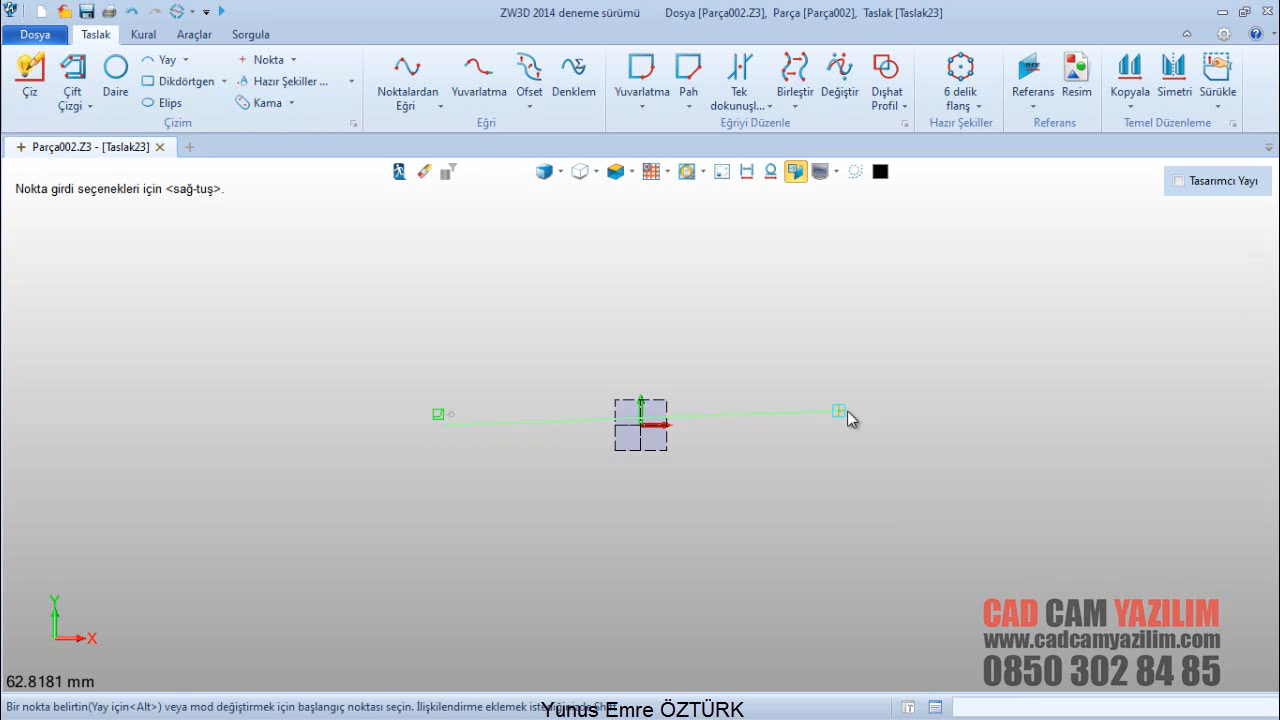 ZW3D 2014 deneme sürümü Dosya [Parça002.Z3], Parça [Parça002], Taslak [Taslak23]
Dosya Taslak Kural Araçlar Sorgula
Çiz
Çift Çizgi
Daire
Yay
Dikdörtgen
Elips
Nokta
Hazır Şekiller ...
Kama
Çizim
Noktalardan Eğri
Yuvarlatma
Ofset
Denklem
Eğri
Yuvarlatma
Pah
Tek dokunuşl...
Birleştir
Değiştir
Dışhat Profil
Eğriyi Düzenle
6 delik flanş
Hazır Şekiller
Referans
REF
Resim
Referans
Kopyala
Simetri
Sürükle
Temel Düzenleme
Parça002.Z3 - [Taslak23]
Nokta girdi seçenekleri için <sağ-tuş>.
Tasarımcı Yayı
Y
X
62.8181 mm
CAD CAM YAZILIM
www.cadcamyazilim.com
0850 302 84 85
Bir nokta belirtin(Yay için<Alt>) veya mod değiştirmek için başlangıç noktası seçin. İlişkilendirme eklemek istediğinizde Shift
Yunus Emre ÖZTÜRK